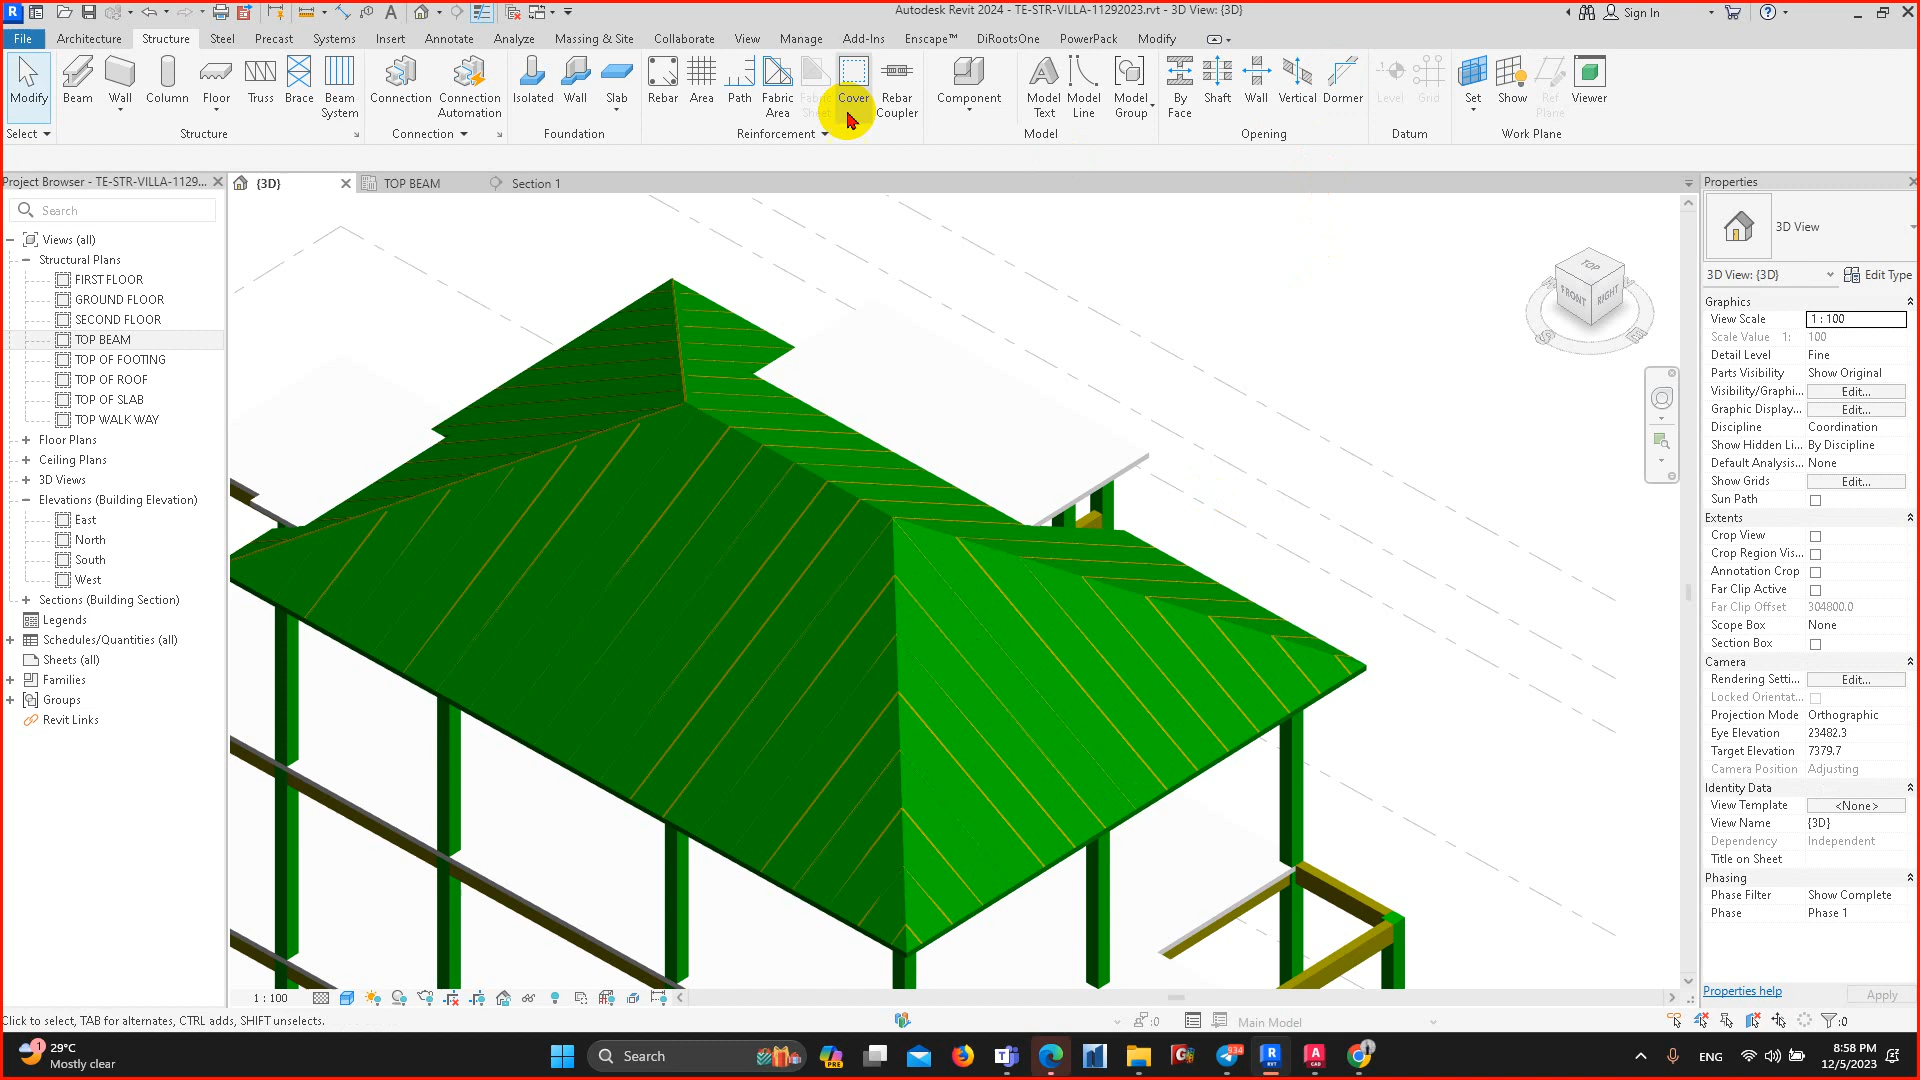 Autodesk Revit 2024 - TE-STR-VILLA-11292023.rvt - 3D View: {3D}
Sign In
File Architecture Structure Steel Precast Systems Insert Annotate Analyze Massing & Site Collaborate View Manage Add-Ins Enscape™ DiRootsOne PowerPack Modify
Modify Beam Wall Column Floor Truss Brace Beam System Connection Connection Automation Isolated Wall Slab Rebar Area Path Fabric Area Fabric Sheet Cover Rebar Coupler Component Model Text Model Line Model Group By Face Shaft Wall Vertical Dormer Level Grid Set Show Ref Plane Viewer
Select Structure Connection Foundation Reinforcement Model Opening Datum Work Plane
Project Browser - TE-STR-VILLA-1129...
{3D} TOP BEAM Section 1
Search
Views (all)
Structural Plans
FIRST FLOOR
GROUND FLOOR
SECOND FLOOR
TOP BEAM
TOP OF FOOTING
TOP OF ROOF
TOP OF SLAB
TOP WALK WAY
Floor Plans
Ceiling Plans
3D Views
Elevations (Building Elevation)
East
North
South
West
Sections (Building Section)
Legends
Schedules/Quantities (all)
Sheets (all)
Families
Groups
Revit Links
TOP
FRONT RIGHT
Properties
3D View
3D View: {3D} Edit Type
Graphics
View Scale 1 : 100
Scale Value 1: 100
Detail Level Fine
Parts Visibility Show Original
Visibility/Graphi... Edit...
Graphic Display... Edit...
Discipline Coordination
Show Hidden Li... By Discipline
Default Analysis... None
Show Grids Edit...
Sun Path
Extents
Crop View
Crop Region Vis...
Annotation Crop
Far Clip Active
Far Clip Offset 304800.0
Scope Box None
Section Box
Camera
Rendering Setti... Edit...
Locked Orientat...
Projection Mode Orthographic
Eye Elevation 23482.3
Target Elevation 7379.7
Camera Position Adjusting
Identity Data
View Template <None>
View Name {3D}
Dependency Independent
Title on Sheet
Phasing
Phase Filter Show Complete
Phase Phase 1
Properties help Apply
1 : 100
Click to select, TAB for alternates, CTRL adds, SHIFT unselects.
:0 Main Model :0
29°C
Mostly clear
Search
PRE
ENG
8:58 PM
12/5/2023